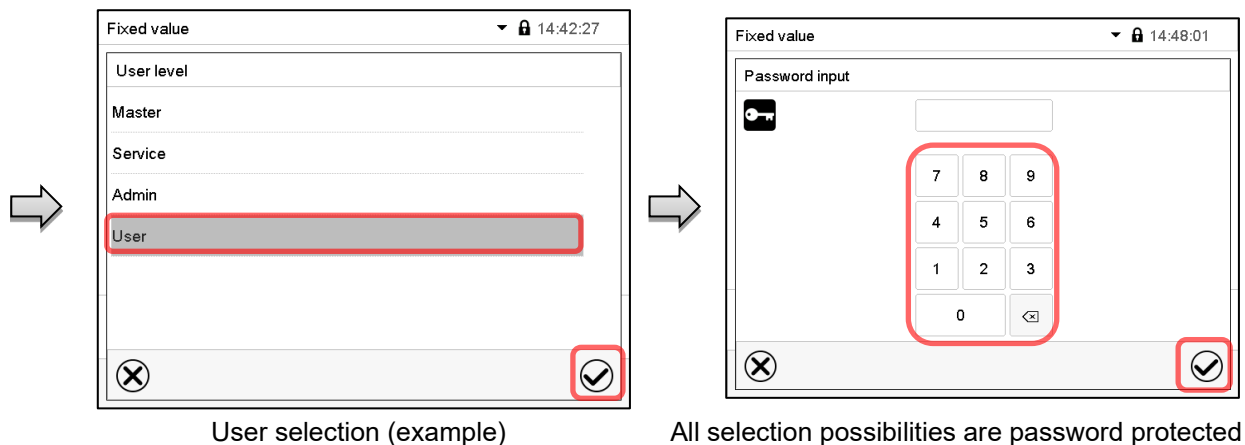 Fixed value 14:42:27
User level
Master
Service
Admin
User
User selection (example)
Fixed value 14:48:01
Password input
7 8 9
4 5 6
1 2 3
0
All selection possibilities are password protected